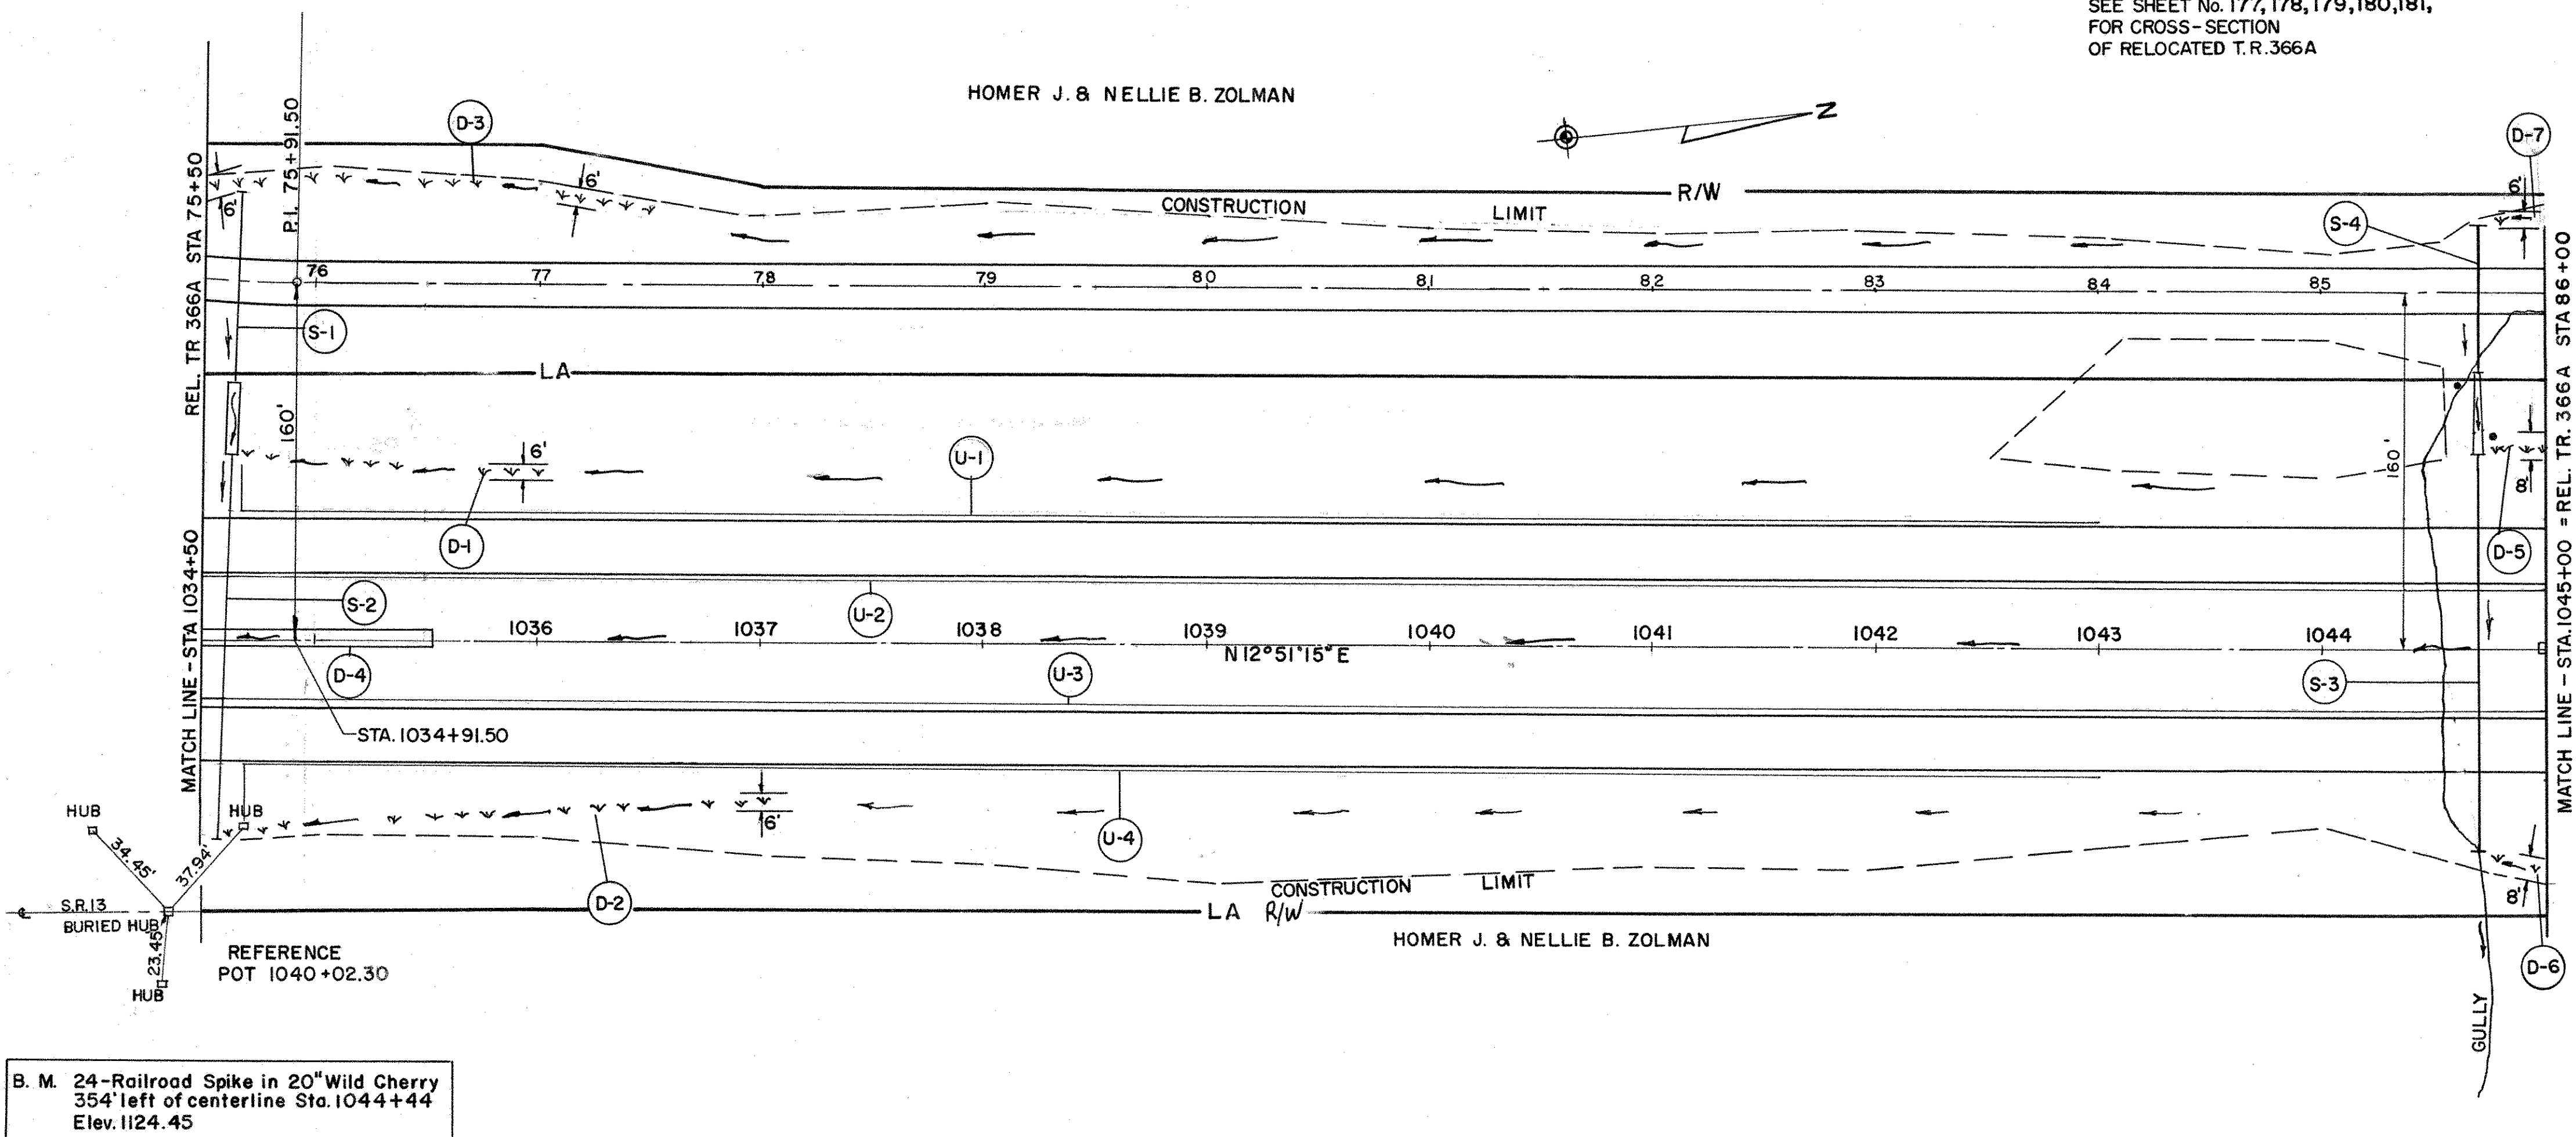 SEE SHEET No. 177, 178, 179, 180, 181,
FOR CROSS-SECTION
OF RELOCATED T.R. 366A
HOMER J. & NELLIE B. ZOLMAN
N
D-3
D-7
P.I. 75+91.50
REL. TR 366A STA 75+50
6'
6'
6'
R/W
CONSTRUCTION LIMIT
S-4
76 77 78 79 80 81 82 83 84 85
S-1
LA
160'
160'
6'
U-1
8'
D-1
D-5
MATCH LINE - STA 1034+50
MATCH LINE - STA. 1045+00 = REL. TR. 366A STA 86+00
S-2
U-2
1036 1037 1038 1039 1040 1041 1042 1043 1044
N 12° 51' 15" E
D-4
U-3
S-3
STA. 1034+91.50
HUB
HUB
6'
U-4
34.45'
37.94'
CONSTRUCTION LIMIT
D-2
8'
S.R. 13
BURIED HUB
LA R/W
23.45'
REFERENCE
POT 1040+02.30
HOMER J. & NELLIE B. ZOLMAN
D-6
HUB
GULLY
B. M. 24-Railroad Spike in 20" Wild Cherry
354' left of centerline Sta. 1044+44
Elev. 1124.45